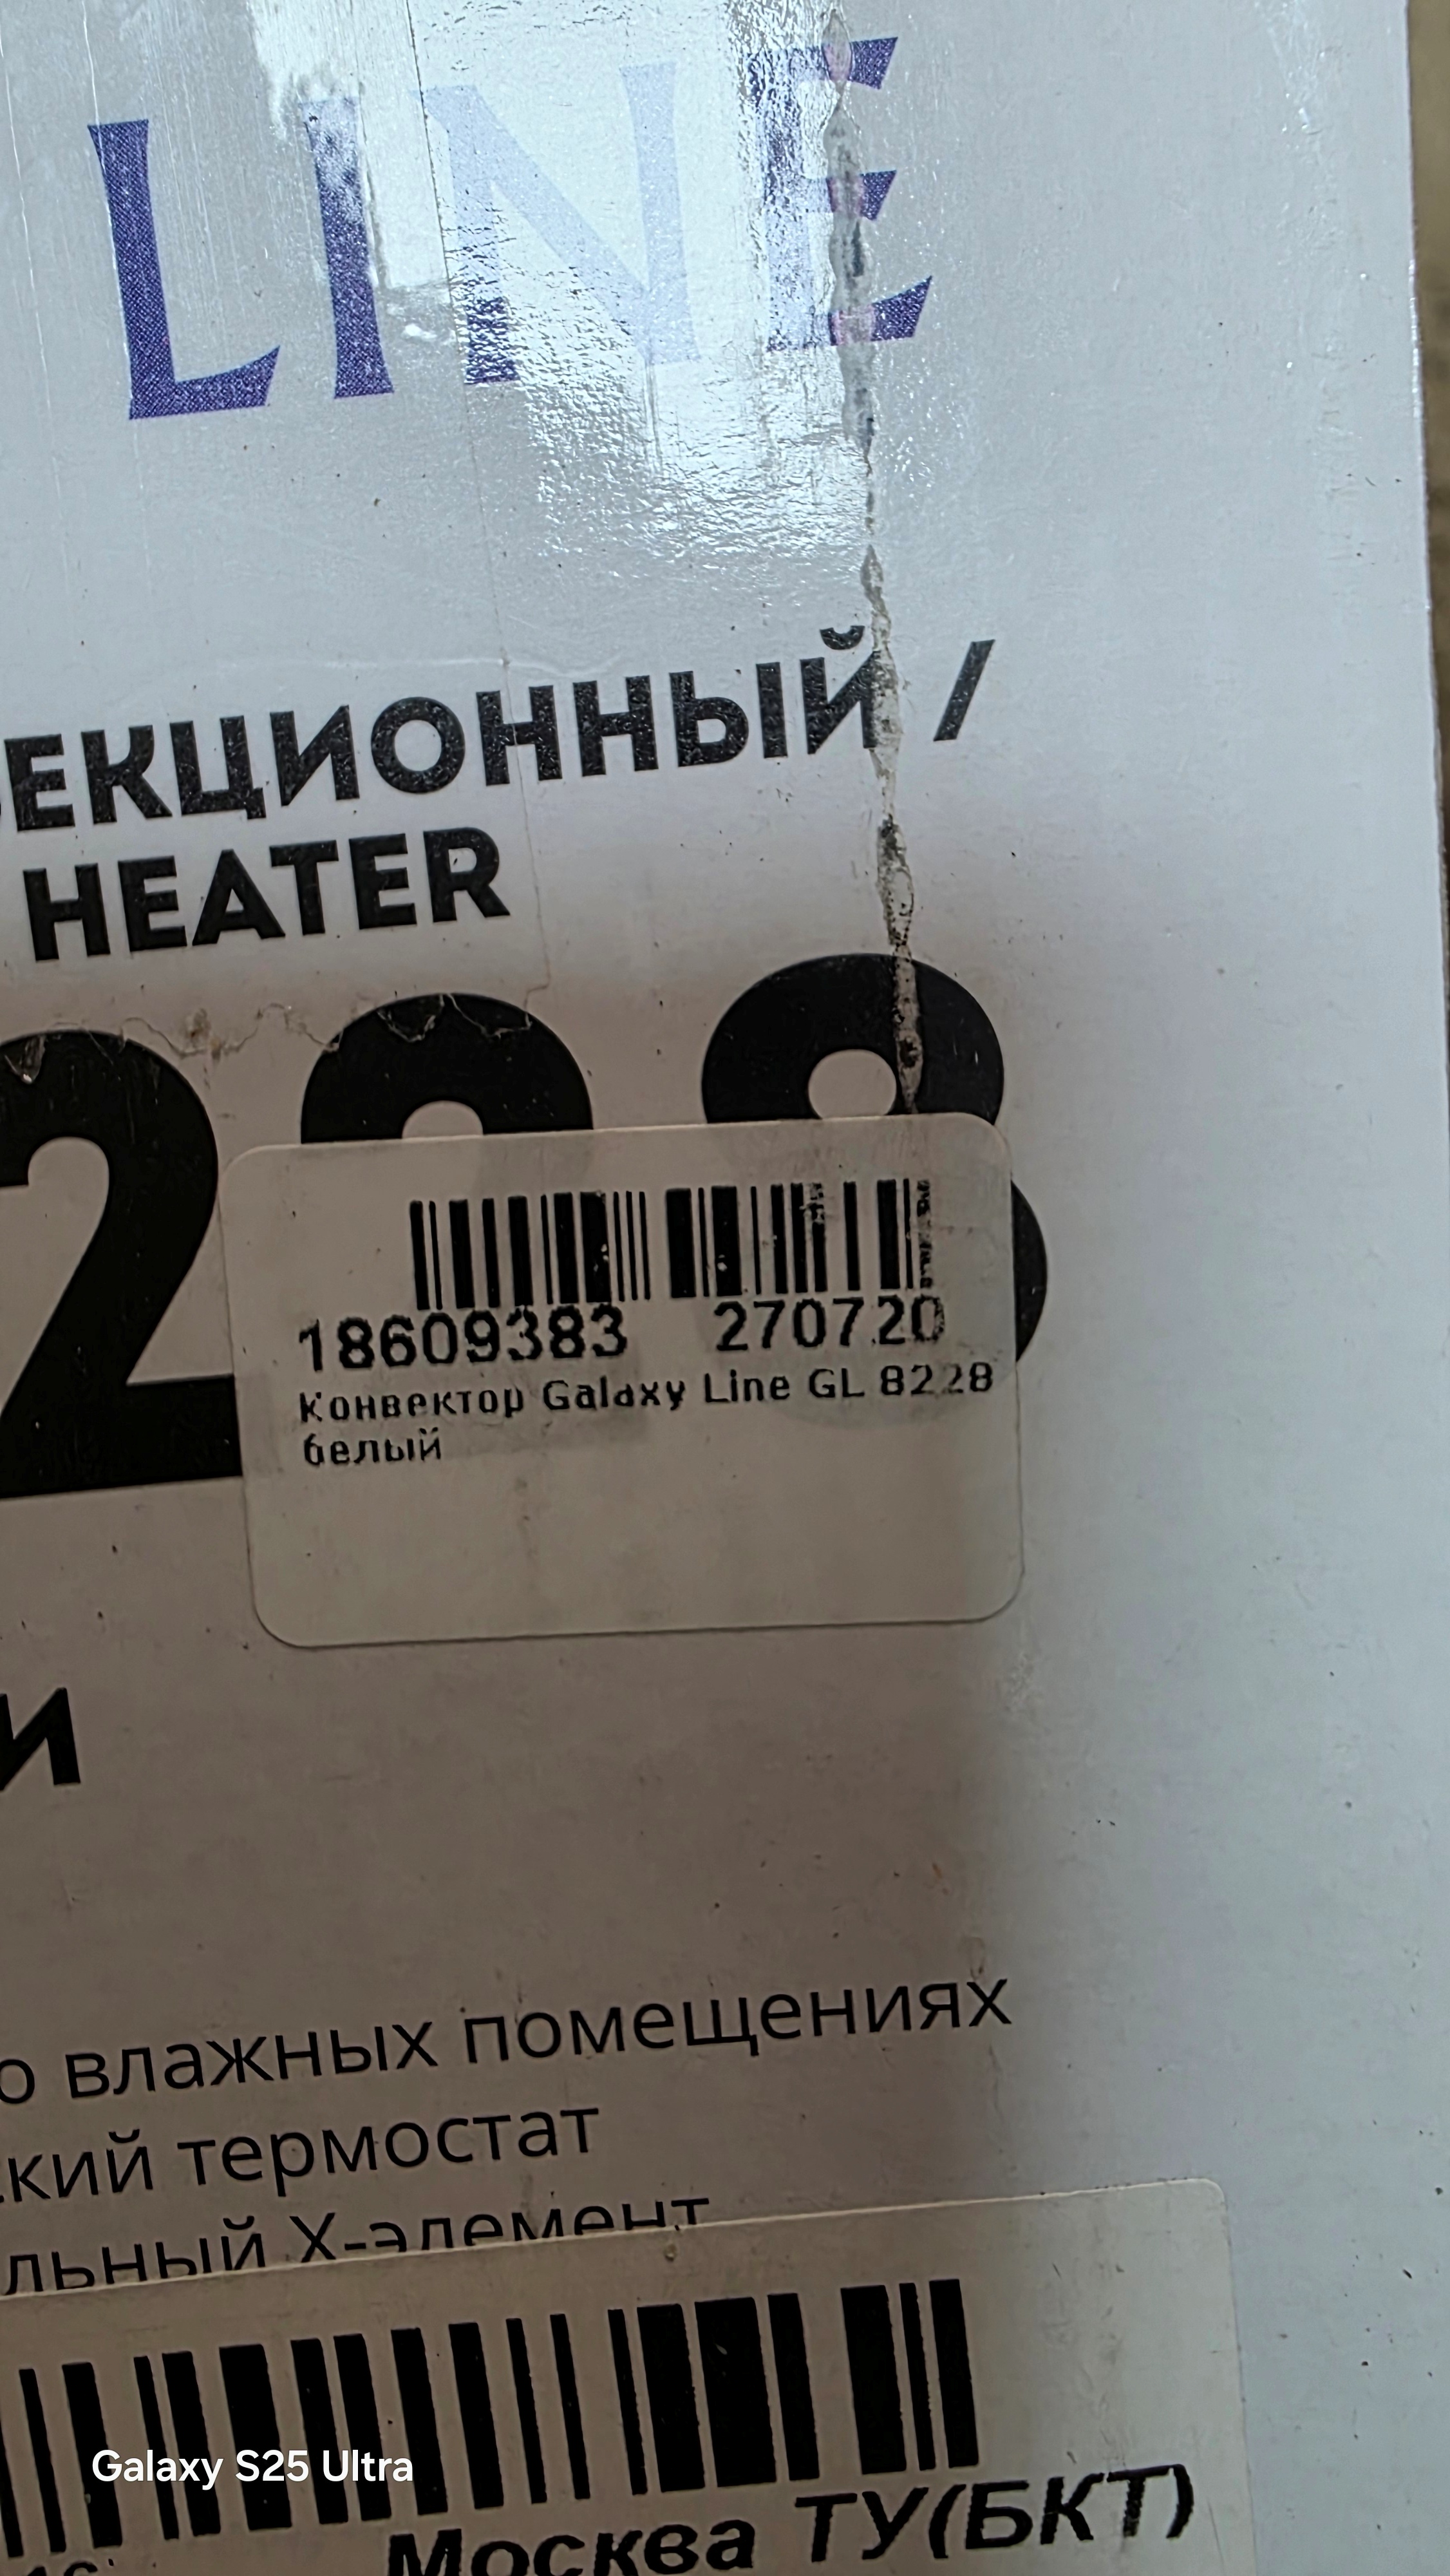 LINE
ЕКЦИОННЫЙ /
HEATER
228
18609383 270720
Конвектор Galaxy Line GL 8228
белый
И
о влажных помещениях
кий термостат
льный Х-элемент
Galaxy S25 Ultra
Москва ТУ(БКТ)